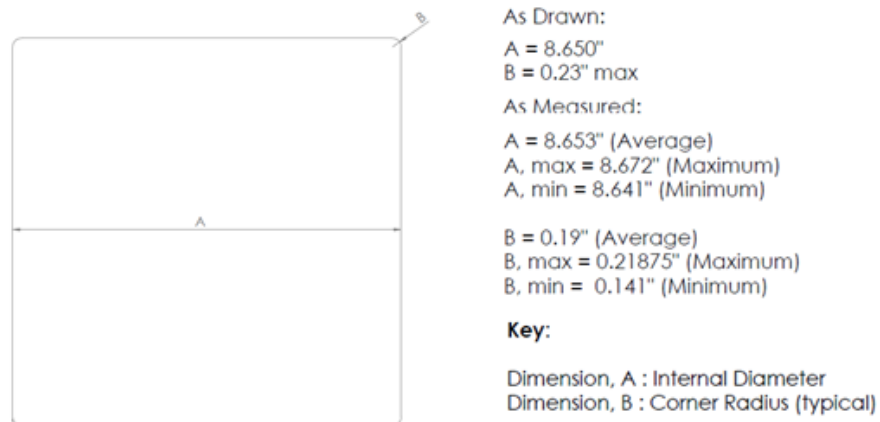 B
A
As Drawn:
A = 8.650"
B = 0.23" max
As Measured:
A = 8.653" (Average)
A, max = 8.672" (Maximum)
A, min = 8.641" (Minimum)
B = 0.19" (Average)
B, max = 0.21875" (Maximum)
B, min = 0.141" (Minimum)
Key:
Dimension, A : Internal Diameter
Dimension, B : Corner Radius (typical)